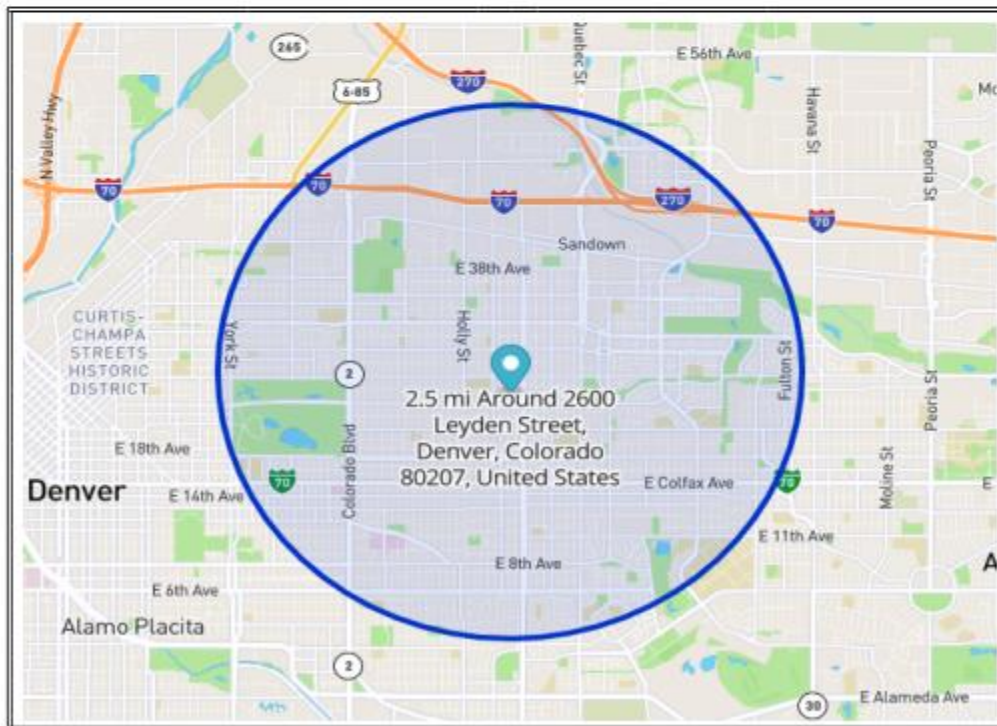 265
Quebec St
E 56th Ave
270
6-85
N Valley Hwy
Havana St
Mo
Peoria St
70
70
70
270
70
Sandown
E 38th Ave
CURTIS-
CHAMPA
STREETS
HISTORIC
DISTRICT
York St
Holly St
2
Fulton St
Peoria St
2.5 mi Around 2600
Leyden Street,
Denver, Colorado
80207, United States
E 18th Ave
Colorado Blvd
Moline St
Denver
E 14th Ave
70
E Colfax Ave
70
E
E 11th Ave
E 8th Ave
A
E 6th Ave
Alamo Placita
2
30
E Alameda Ave